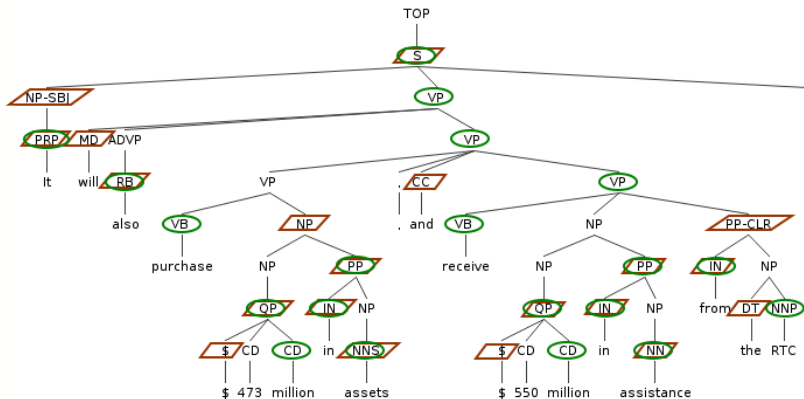 TOP
S
NP-SBJ VP
PRP MD ADVP VP
It will RB VP , CC VP
also VB NP . and VB NP PP-CLR
purchase NP PP receive NP PP IN NP
QP IN NP QP IN NP from DT NNP
$ CD CD in NNS $ CD CD in NN the RTC
$ 473 million assets $ 550 million assistance